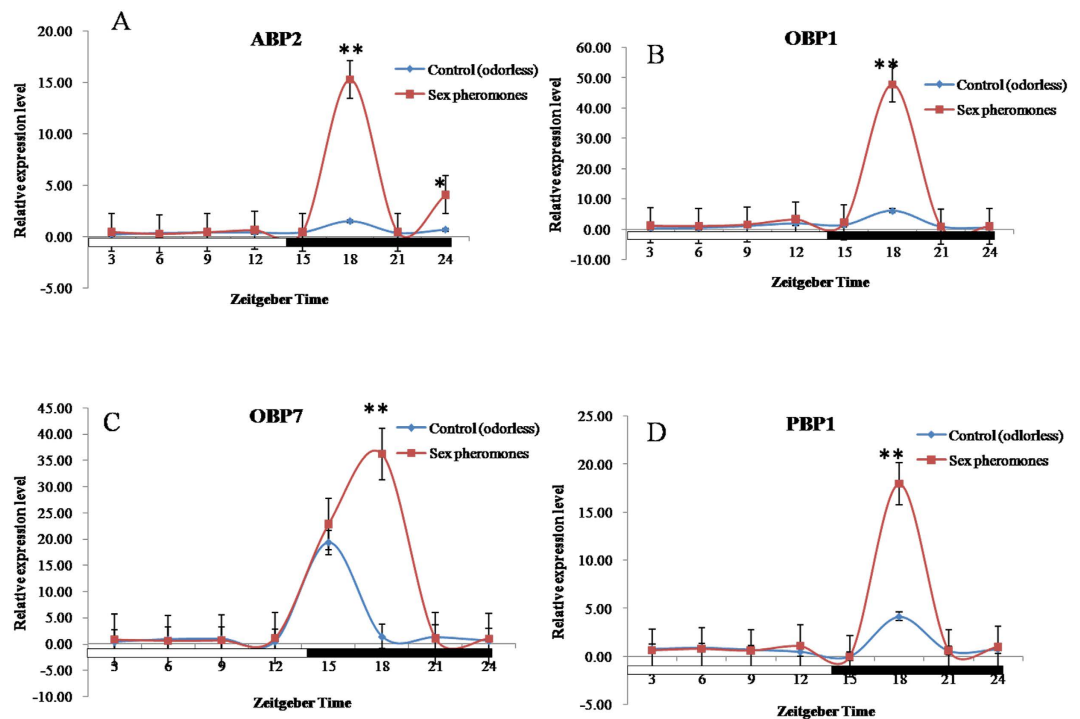 A
ABP2
**
*
Control (odorless)
Sex pheromones
Relative expression level
20.00
15.00
10.00
5.00
0.00
-5.00
3 6 9 12 15 18 21 24
Zeitgeber Time
B
OBP1
**
Control (odorless)
Sex pheromones
Relative expression level
60.00
50.00
40.00
30.00
20.00
10.00
0.00
-10.00
3 6 9 12 15 18 21 24
Zeitgeber Time
C
OBP7
**
Control (odorless)
Sex pheromones
Relative expression level
45.00
40.00
35.00
30.00
25.00
20.00
15.00
10.00
5.00
0.00
-5.00
-10.00
3 6 9 12 15 18 21 24
Zeitgeber Time
D
PBP1
**
Control (odlorless)
Sex pheromones
Relative expression level
25.00
20.00
15.00
10.00
5.00
0.00
-5.00
3 6 9 12 15 18 21 24
Zeitgeber Time